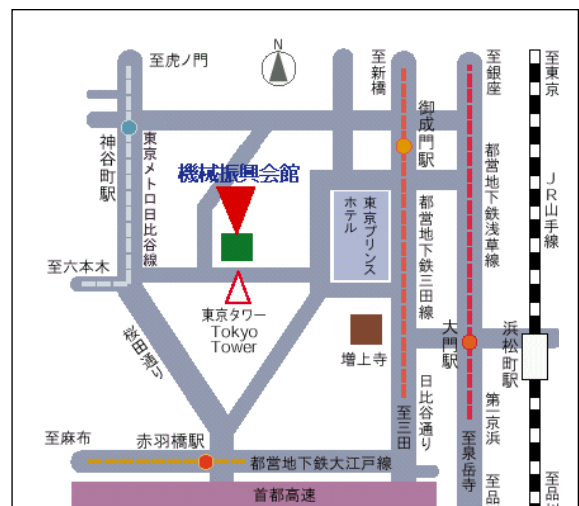 N
至虎ノ門
至新橋
至銀座
至東京
神谷町駅
東京メトロ日比谷線
機械振興会館
御成門駅
都営地下鉄浅草線
JR山手線
東京プリンス
ホテル
都営地下鉄三田線
至六本木
東京タワー
Tokyo
Tower
桜田通り
増上寺
大門駅
浜松町駅
日比谷通り
第一京浜
至三田
至泉岳寺
至麻布
赤羽橋駅
都営地下鉄大江戸線
至品
至品川
首都高速